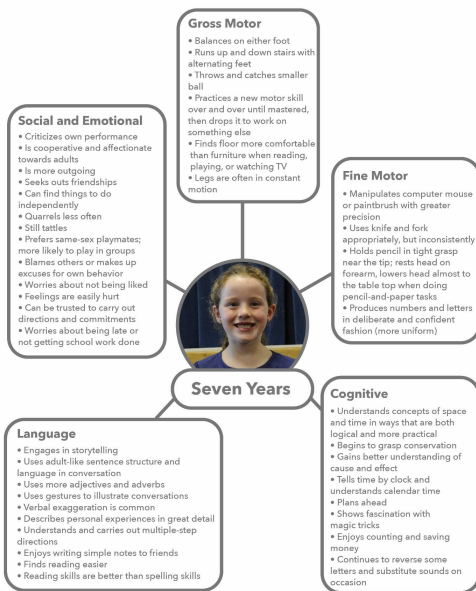 Gross Motor
• Balances on either foot
• Runs up and down stairs with
alternating feet
• Throws and catches smaller
ball
• Practices a new motor skill
over and over until mastered,
then drops it to work on
something else
• Finds floor more comfortable
than furniture when reading,
playing, or watching TV
• Legs are often in constant
motion
Social and Emotional
• Criticizes own performance
• Is cooperative and affectionate
towards adults
• Is more outgoing
• Seeks out friendships
• Can find things to do
independently
• Quarrels less often
• Still tattles
• Prefers same-sex playmates;
more likely to play in groups
• Blames others or makes up
excuses for own behavior
• Worries about not being liked
• Feelings are easily hurt
• Can be trusted to carry out
directions and commitments
• Worries about being late or
not getting school work done
Fine Motor
• Manipulates computer mouse
or paintbrush with greater
precision
• Uses knife and fork
appropriately, but inconsistently
• Holds pencil in tight grasp
near the tip; rests head on
forearm, lowers head almost to
the table top when doing
pencil-and-paper tasks
• Produces numbers and letters
in deliberate and confident
fashion (more uniform)
Seven Years
Language
• Engages in storytelling
• Uses adult-like sentence structure and
language in conversation
• Uses more adjectives and adverbs
• Uses gestures to illustrate conversations
• Verbal exaggeration is common
• Describes personal experiences in great detail
• Understands and carries out multiple-step
directions
• Enjoys writing simple notes to friends
• Finds reading easier
• Reading skills are better than spelling skills
Cognitive
• Understands concepts of space
and time in ways that are both
logical and more practical
• Begins to grasp conservation
• Gains better understanding of
cause and effect
• Tells time by clock and
understands calendar time
• Plans ahead
• Shows fascination with
magic tricks
• Enjoys counting and saving
money
• Continues to reverse some
letters and substitute sounds on
occasion